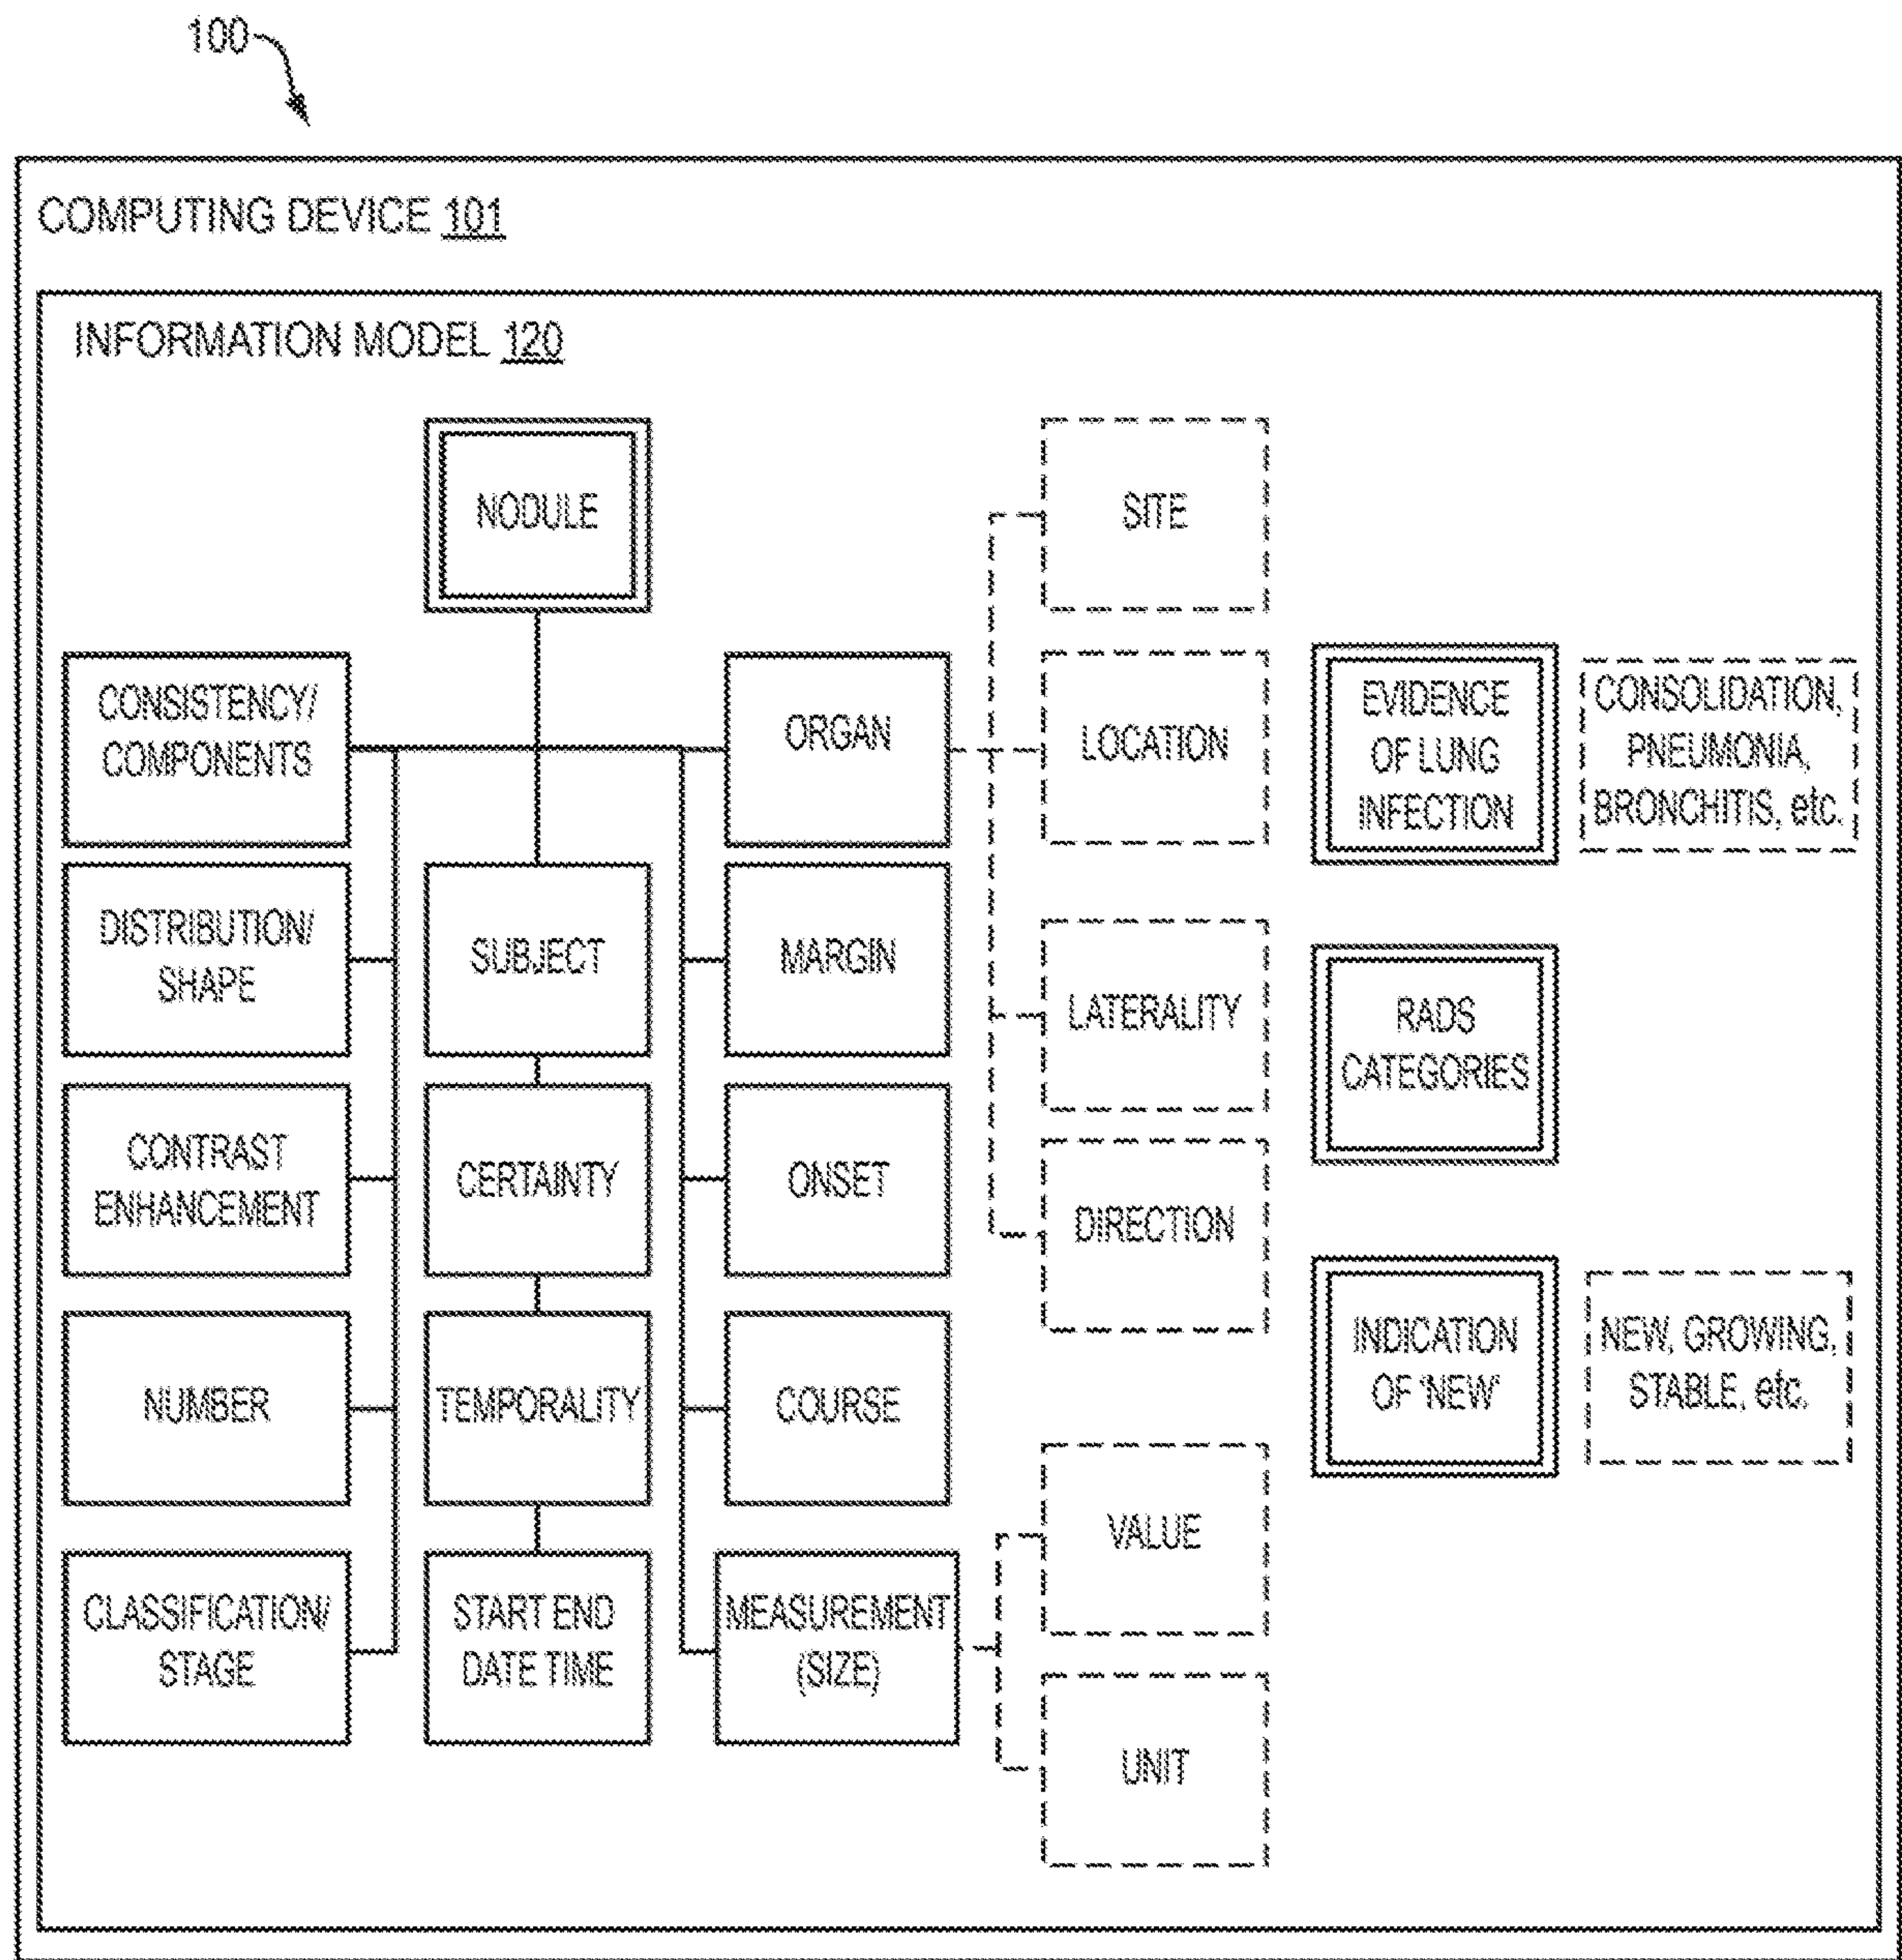 100
COMPUTING DEVICE 101
INFORMATION MODEL 120
NODULE
SITE
CONSISTENCY/
COMPONENTS
ORGAN
LOCATION
EVIDENCE
OF LUNG
INFECTION
CONSOLIDATION,
PNEUMONIA,
BRONCHITIS, etc.
DISTRIBUTION/
SHAPE
SUBJECT
MARGIN
LATERALITY
RADS
CATEGORIES
CONTRAST
ENHANCEMENT
CERTAINTY
ONSET
DIRECTION
NUMBER
TEMPORALITY
COURSE
INDICATION
OF 'NEW'
NEW, GROWING,
STABLE, etc.
VALUE
CLASSIFICATION/
STAGE
START END
DATE TIME
MEASUREMENT
(SIZE)
UNIT